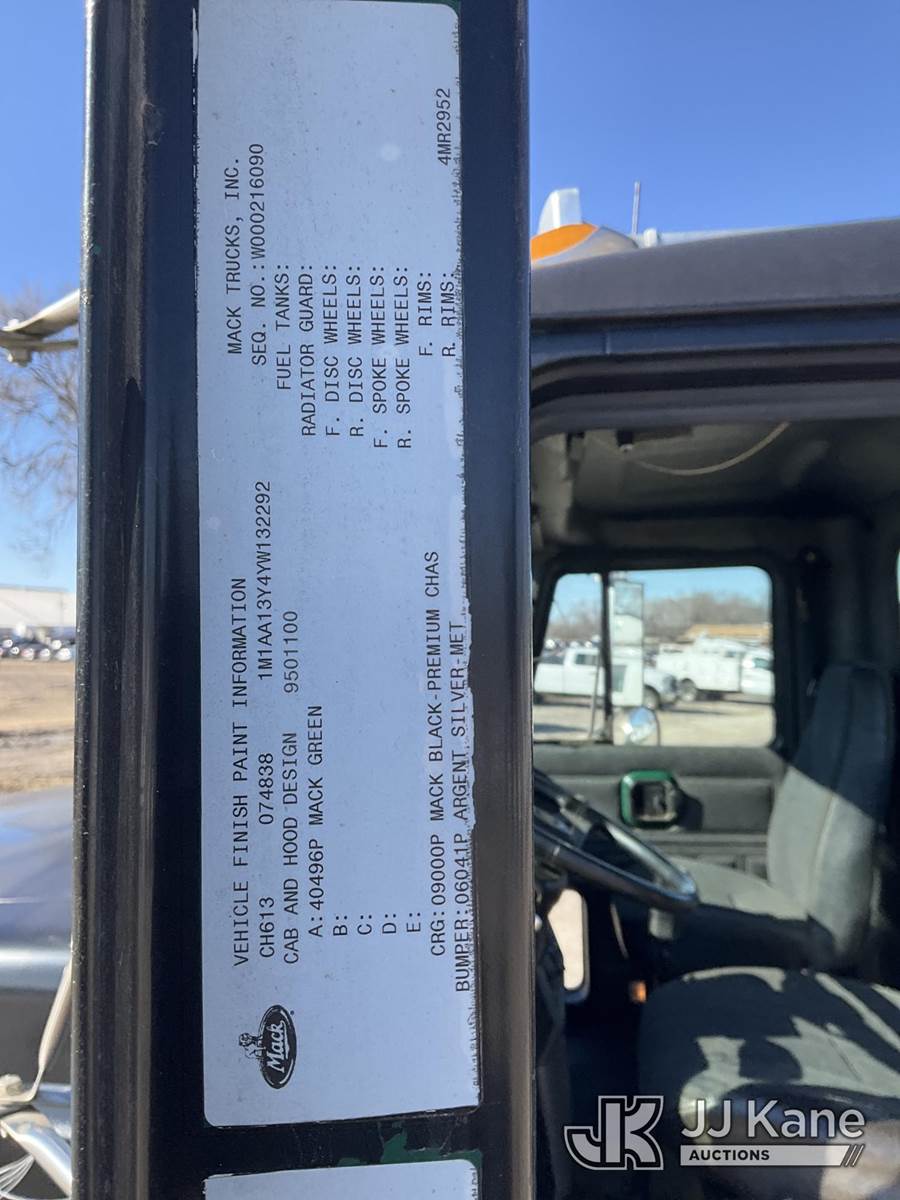 Mack
VEHICLE FINISH PAINT INFORMATION MACK TRUCKS, INC.
CH613 074838 1M1AA13Y4YW132292 SEQ. NO.:W000216090
CAB AND HOOD DESIGN 9501100 FUEL TANKS:
A:40496P MACK GREEN RADIATOR GUARD:
B: F. DISC WHEELS:
C: R. DISC WHEELS:
D: F. SPOKE WHEELS:
E: R. SPOKE WHEELS:
CRG:09000P MACK BLACK-PREMIUM CHAS F. RIMS:
BUMPER:06041P ARGENT SILVER-MET R. RIMS: 4MR2952
JK JJ Kane
AUCTIONS